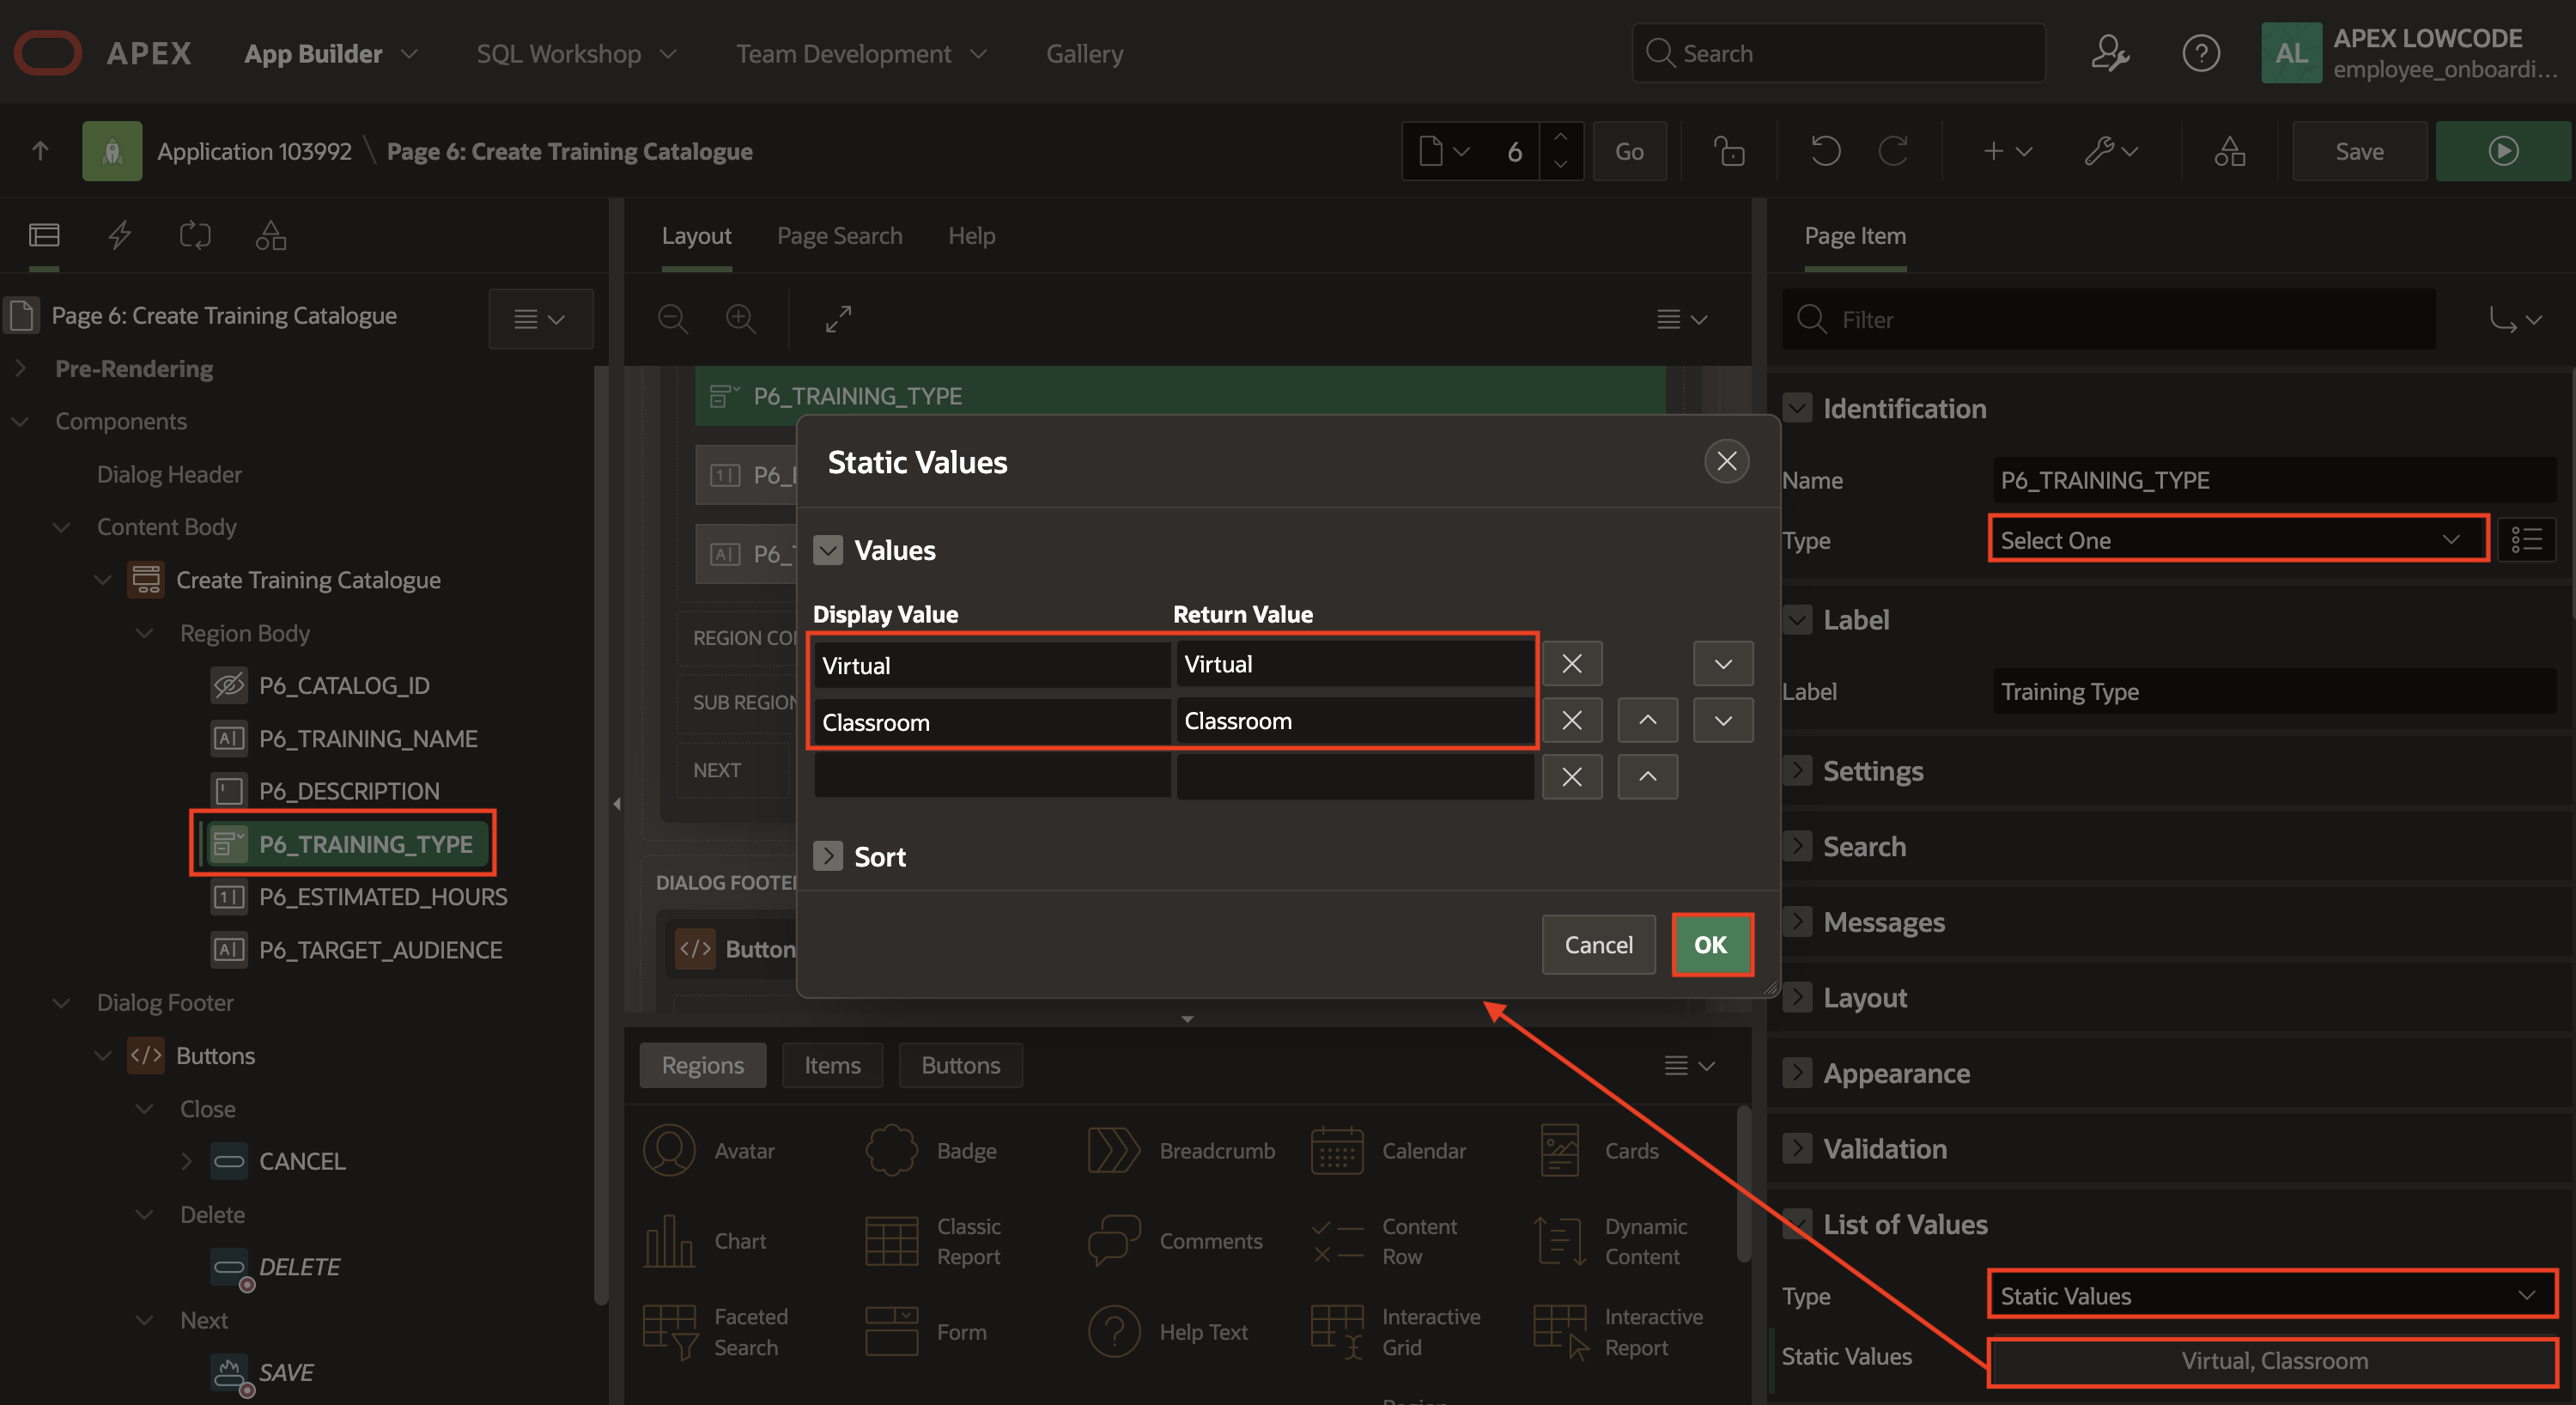 APEX
App Builder
SQL Workshop
Team Development
Gallery
Search
AL
APEX LOWCODE
employee_onboardi...
Application 103992 \ Page 6: Create Training Catalogue
6
Go
Save
Page 6: Create Training Catalogue
Pre-Rendering
Components
Dialog Header
Content Body
Create Training Catalogue
Region Body
P6_CATALOG_ID
P6_TRAINING_NAME
P6_DESCRIPTION
P6_TRAINING_TYPE
P6_ESTIMATED_HOURS
P6_TARGET_AUDIENCE
Dialog Footer
Buttons
Close
CANCEL
Delete
DELETE
Next
SAVE
Layout
Page Search
Help
P6_TRAINING_TYPE
P6_
P6_
REGION CO
SUB REGION
NEXT
DIALOG FOOTE
Button
Static Values
Values
Display Value
Return Value
Virtual
Virtual
Classroom
Classroom
Sort
Cancel
OK
Regions
Items
Buttons
Avatar
Badge
Breadcrumb
Calendar
Cards
Chart
Classic
Report
Comments
Content
Row
Dynamic
Content
Faceted
Search
Form
Help Text
Interactive
Grid
Interactive
Report
Page Item
Filter
Identification
Name
P6_TRAINING_TYPE
Type
Select One
Label
Label
Training Type
Settings
Search
Messages
Layout
Appearance
Validation
List of Values
Type
Static Values
Static Values
Virtual, Classroom